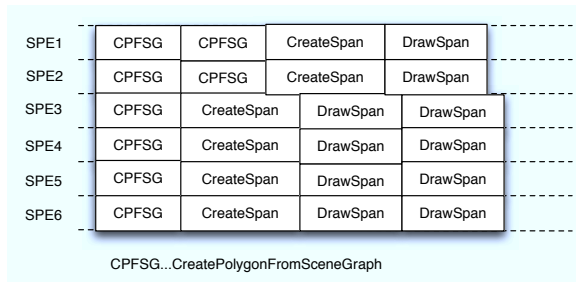 SPE1 CPFSG CPFSG CreateSpan DrawSpan
SPE2 CPFSG CPFSG CreateSpan DrawSpan
SPE3 CPFSG CreateSpan DrawSpan DrawSpan
SPE4 CPFSG CreateSpan DrawSpan DrawSpan
SPE5 CPFSG CreateSpan DrawSpan DrawSpan
SPE6 CPFSG CreateSpan DrawSpan DrawSpan
CPFSG...CreatePolygonFromSceneGraph